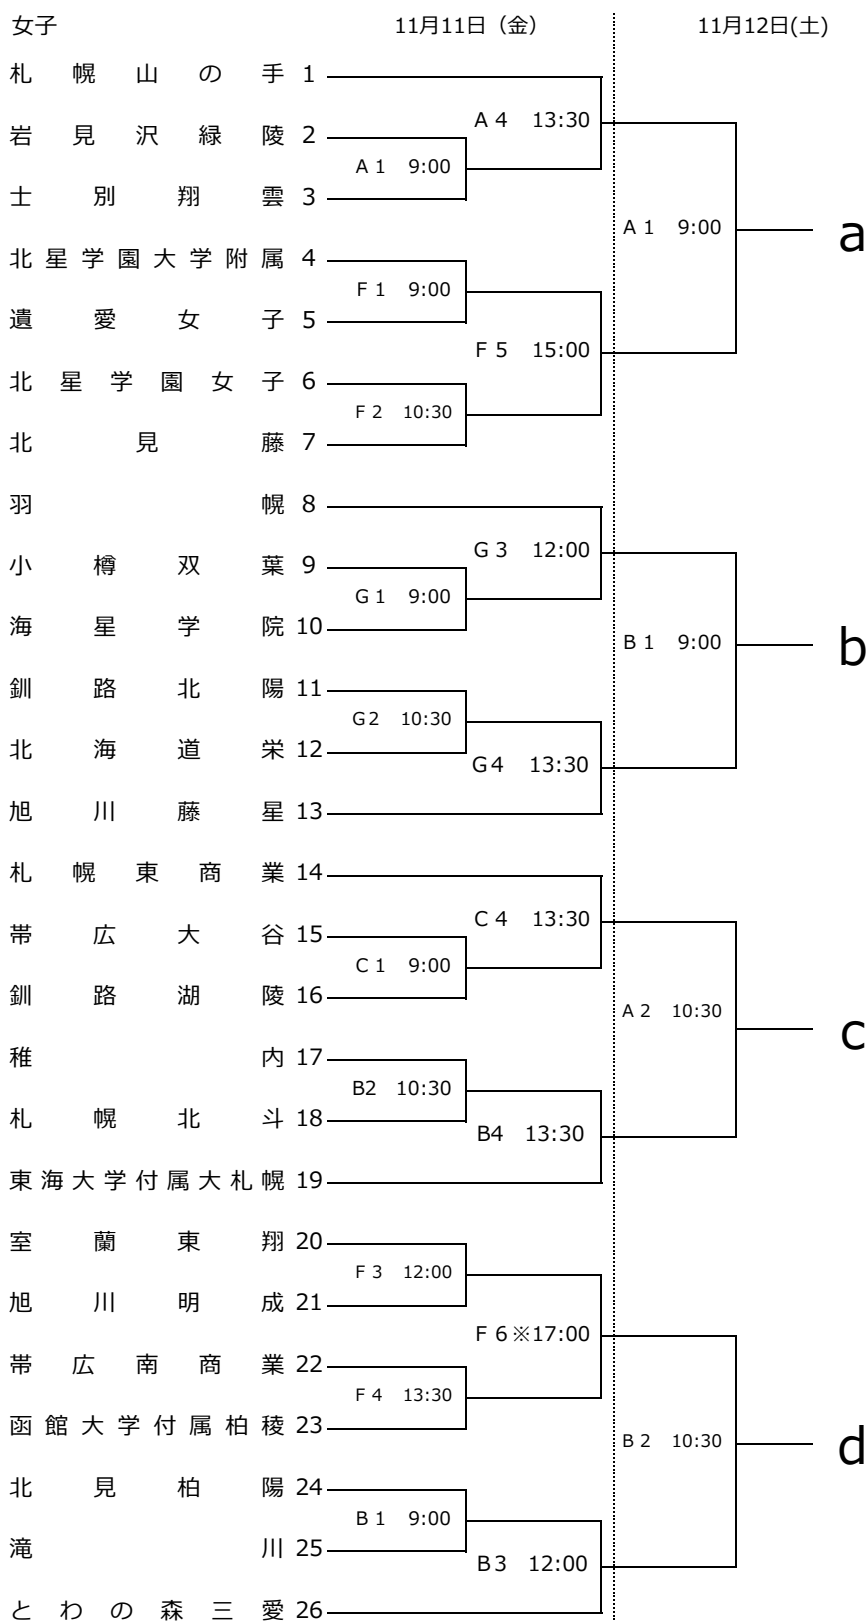 女子 11月11日（金） 11月12日(土)
札幌山の手 1
A 4 13:30
岩見沢緑陵 2
A 1 9:00
士別翔雲 3
A 1 9:00
a
北星学園大学附属 4
F 1 9:00
遺愛女子 5
F 5 15:00
北星学園女子 6
F 2 10:30
北見藤 7
羽幌 8
G 3 12:00
小樽双葉 9
G 1 9:00
海星学院 10
B 1 9:00
b
釧路北陽 11
G2 10:30
北海道栄 12
G4 13:30
旭川藤星 13
札幌東商業 14
C 4 13:30
帯広大谷 15
C 1 9:00
釧路湖陵 16
A 2 10:30
c
稚内 17
B2 10:30
札幌北斗 18
B4 13:30
東海大学付属大札幌 19
室蘭東翔 20
F 3 12:00
旭川明成 21
F 6※17:00
帯広南商業 22
F 4 13:30
函館大学付属柏稜 23
B 2 10:30
d
北見柏陽 24
B 1 9:00
滝川 25
B3 12:00
とわの森三愛 26